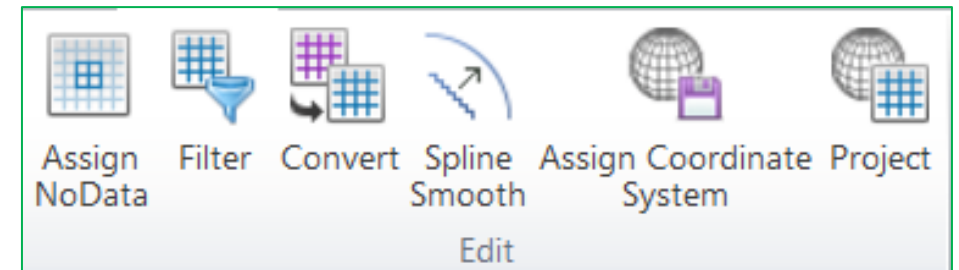 Assign NoData
Filter
Convert
Spline Smooth
Assign Coordinate System
Project
Edit